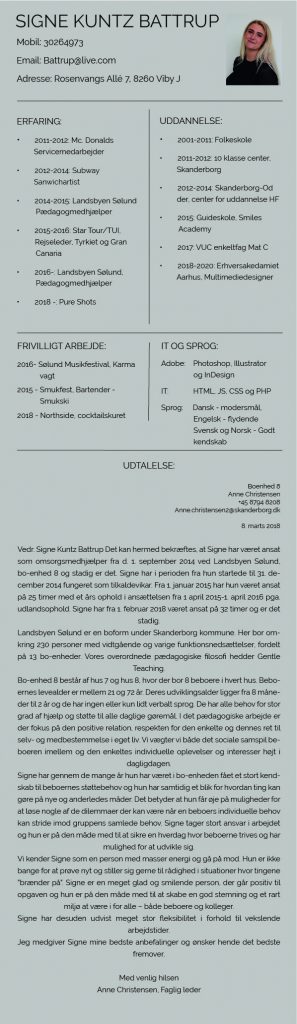 SIGNE KUNTZ BATTRUP
Mobil: 30264973
Email: Battrup@live.com
Adresse: Rosenvangs Allé 7, 8260 Viby J
ERFARING:
• 2011-2012: Mc. Donalds
Servicemedarbejder
• 2012-2014: Subway
Sanwichartist
• 2014-2015: Landsbyen Sølund
Pædagogmedhjælper
• 2015-2016: Star Tour/TUI,
Rejseleder, Tyrkiet og Gran
Canaria
• 2016-: Landsbyen Sølund,
Pædagogmedhjælper
• 2018 -: Pure Shots
UDDANNELSE:
• 2001-2011: Folkeskole
• 2011-2012: 10 klasse center,
Skanderborg
• 2012-2014: Skanderborg-Od
der, center for uddannelse HF
• 2015: Guideskole, Smiles
Academy
• 2017: VUC enkeltfag Mat C
• 2018-2020: Erhversakedamiet
Aarhus, Multimediedesigner
FRIVILLIGT ARBEJDE:
2016- Sølund Musikfestival, Karma
vagt
2015 - Smukfest, Bartender -
Smukski
2018 - Northside, cocktailskuret
IT OG SPROG:
Adobe: Photoshop, Illustrator
og InDesign
IT: HTML, JS, CSS og PHP
Sprog: Dansk - modersmål,
Engelsk - flydende
Svensk og Norsk - Godt
kendskab
UDTALELSE:
Boenhed 8
Anne Christensen
+45 8794 8208
Anne.christensen2@skanderborg.dk
8. marts 2018
Vedr. Signe Kuntz Battrup Det kan hermed bekræftes, at Signe har været ansat
som omsorgsmedhjælper fra d. 1. september 2014 ved Landsbyen Sølund,
bo-enhed 8 og stadig er det. Signe har i perioden fra hun startede til 31. de-
cember 2014 fungeret som tilkaldevikar. Fra 1. januar 2015 har hun været ansat
på 25 timer med et års ophold i ansættelsen fra 1 april 2015-1. april 2016 pga.
udlandsophold. Signe har fra 1. februar 2018 været ansat på 32 timer og er det
stadig.
Landsbyen Sølund er en boform under Skanderborg kommune. Her bor om-
kring 230 personer med vidtgående og varige funktionsnedsættelser, fordelt
på 13 bo-enheder. Vores overordnede pædagogiske filosofi hedder Gentle
Teaching.
Bo-enhed 8 består af hus 7 og hus 8, hvor der bor 8 beboere i hvert hus. Bebo-
ernes levealder er mellem 21 og 72 år. Deres udviklingsalder ligger fra 8 måne-
der til 2 år og de har ingen eller kun lidt verbalt sprog. De har alle behov for stor
grad af hjælp og støtte til alle daglige gøremål. I det pædagogiske arbejde er
der fokus på den positive relation, respekten for den enkelte og dennes ret til
selv- og medbestemmelse i eget liv. Vi vægter vi både det sociale samspil be-
boeren imellem og den enkeltes individuelle oplevelser og interesser højt i
dagligdagen.
Signe har gennem de mange år hun har været i bo-enheden fået et stort kend-
skab til beboernes støttebehov og hun har samtidig et blik for hvordan ting kan
gøre på nye og anderledes måder. Det betyder at hun får øje på muligheder for
at løse nogle af de dilemmaer der kan være når en beboers individuelle behov
kan stride imod gruppens samlede behov. Signe tager stort ansvar i arbejdet
og hun er på den måde med til at sikre en hverdag hvor beboerne trives og har
mulighed for at udvikle sig.
Vi kender Signe som en person med masser energi og gå på mod. Hun er ikke
bange for at prøve nyt og stiller sig gerne til rådighed i situationer hvor tingene
"brænder på". Signe er en meget glad og smilende person, der går positiv til
opgaven og hun er på den måde med til at skabe en god stemning og et rart
miljø at være i for alle – både beboere og kolleger.
Signe har desuden udvist meget stor fleksibilitet i forhold til vekslende
arbejdstider.
Jeg medgiver Signe mine bedste anbefalinger og ønsker hende det bedste
fremover.
Med venlig hilsen
Anne Christensen, Faglig leder